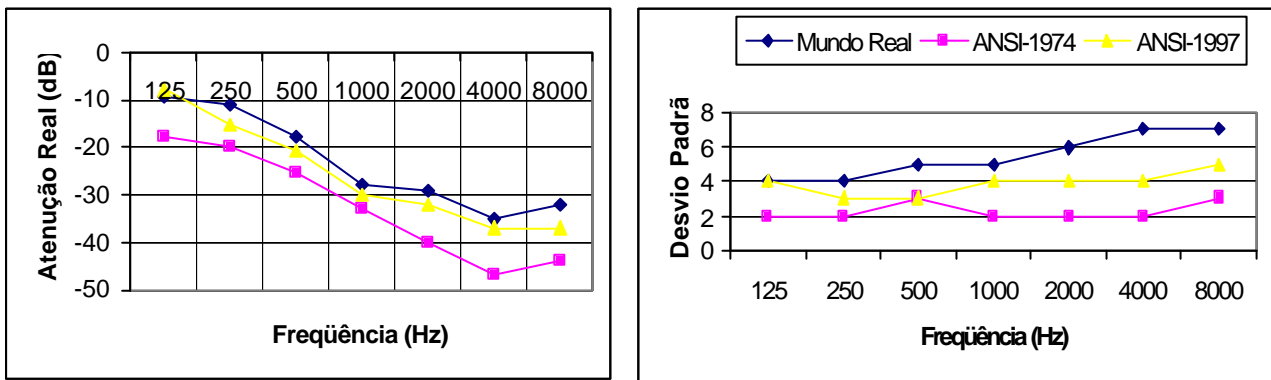 Atenução Real (dB)
0
-10
-20
-30
-40
-50
125 250 500 1000 2000 4000 8000
Freqüência (Hz)
Mundo Real ANSI-1974 ANSI-1997
Desvio Padrã
8
6
4
2
0
125 250 500 1000 2000 4000 8000
Freqüência (Hz)